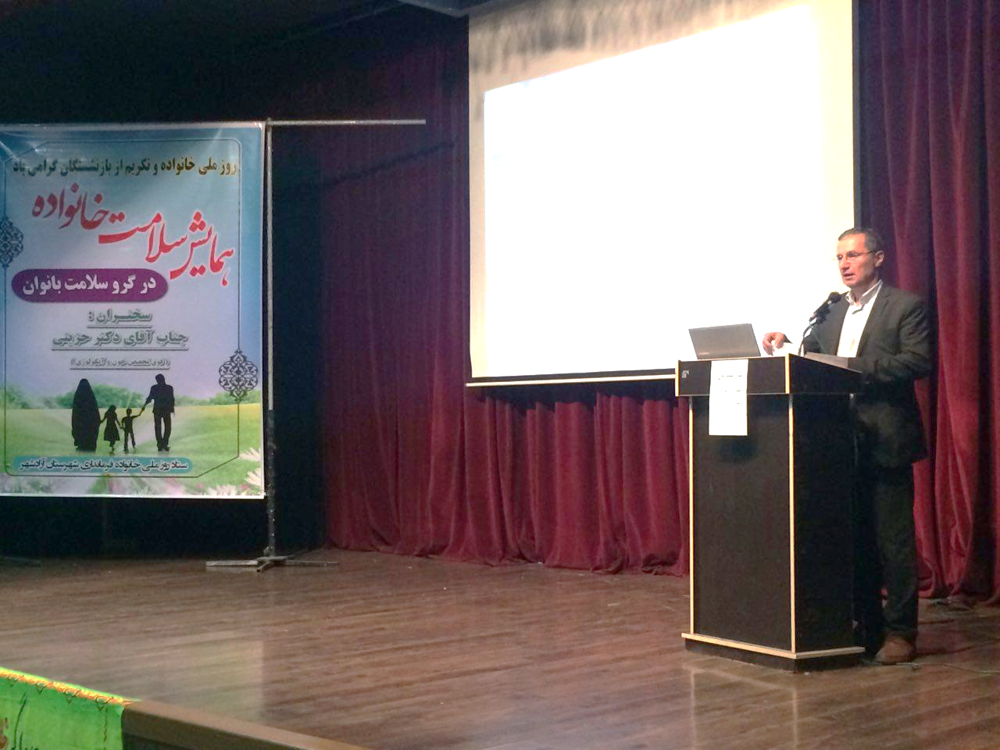 روز ملی خانواده و تکریم از بازنشستگان گرامی باد
همایش سلامت خانواده
در گرو سلامت بانوان
سخنران :
جناب آقای دکتر حزینی
ستاد روز ملی خانواده فرمانداری شهرستان آزادشهر